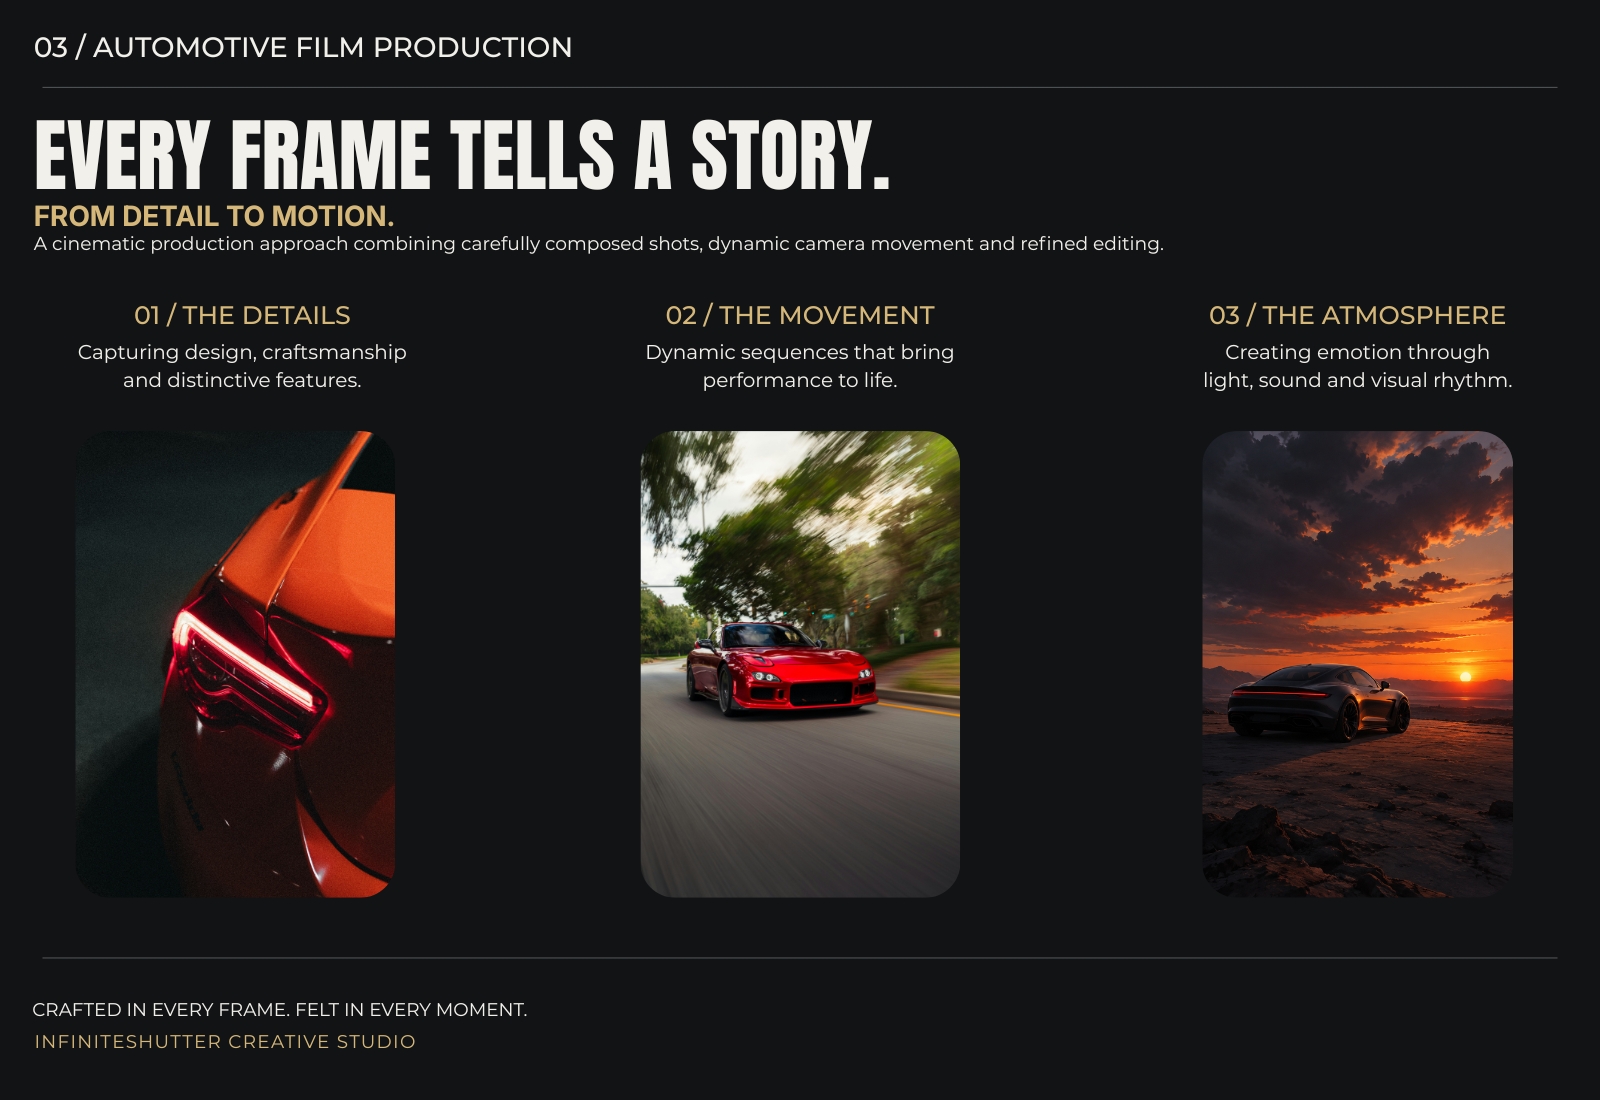 03 / AUTOMOTIVE FILM PRODUCTION
EVERY FRAME TELLS A STORY.
FROM DETAIL TO MOTION.
A cinematic production approach combining carefully composed shots, dynamic camera movement and refined editing.
01 / THE DETAILS
Capturing design, craftsmanship
and distinctive features.
02 / THE MOVEMENT
Dynamic sequences that bring
performance to life.
03 / THE ATMOSPHERE
Creating emotion through
light, sound and visual rhythm.
CRAFTED IN EVERY FRAME. FELT IN EVERY MOMENT.
INFINITESHUTTER CREATIVE STUDIO